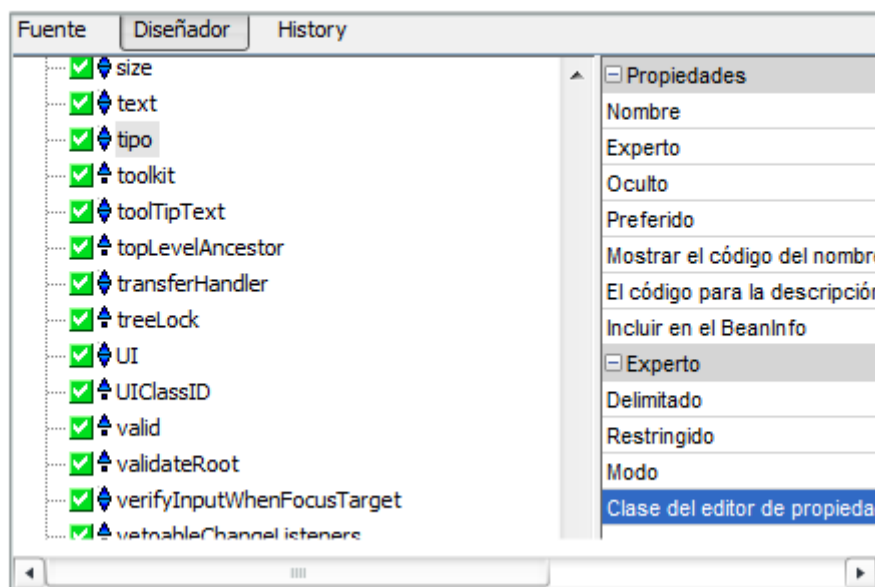 Fuente Diseñador History
size
text
tipo
toolkit
toolTipText
topLevelAncestor
transferHandler
treeLock
UI
UIClassID
valid
validateRoot
verifyInputWhenFocusTarget
vetoableChangeListeners
Propiedades
Nombre
Experto
Oculto
Preferido
Mostrar el código del nombre
El código para la descripción
Incluir en el BeanInfo
Experto
Delimitado
Restringido
Modo
Clase del editor de propieda